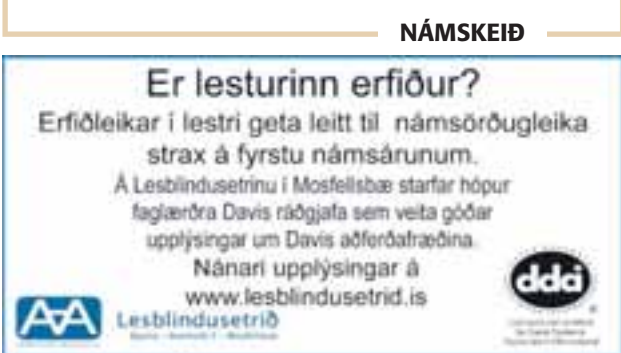 NÁMSKEIÐ
Er lesturinn erfiður?
Erfiðleikar í lestri geta leitt til námsörðugleika
strax á fyrstu námsárunum.
Á Lesblindusetrinu í Mosfellsbæ starfar hópur
faglærðra Davis ráðgjafa sem veita góðar
upplýsingar um Davis aðferðafræðina.
Nánari upplýsingar á
www.lesblindusetrid.is
Lesblindusetrið
ddai